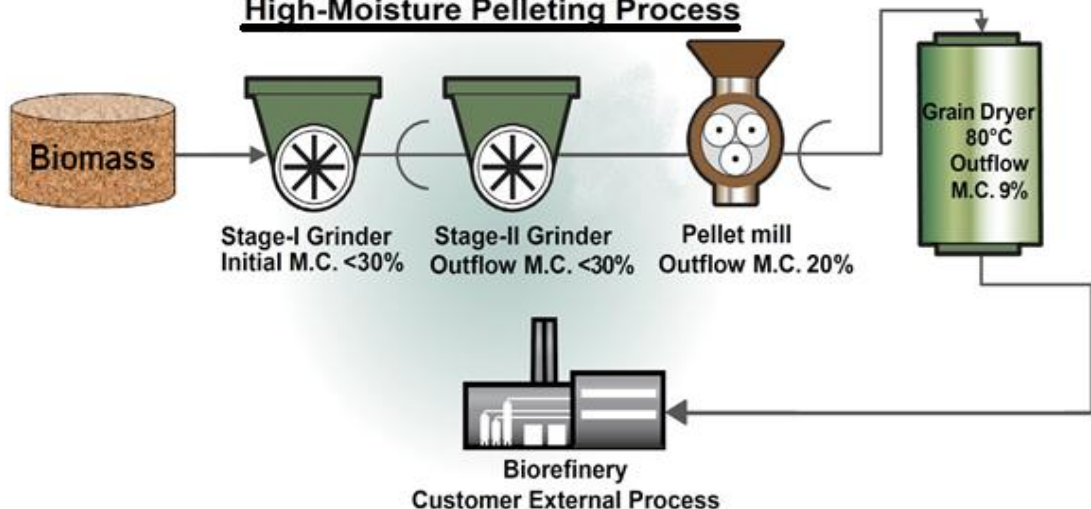 High-Moisture Pelleting Process
Biomass
Stage-I Grinder
Initial M.C. <30%
Stage-II Grinder
Outflow M.C. <30%
Pellet mill
Outflow M.C. 20%
Grain Dryer
80°C
Outflow
M.C. 9%
Biorefinery
Customer External Process